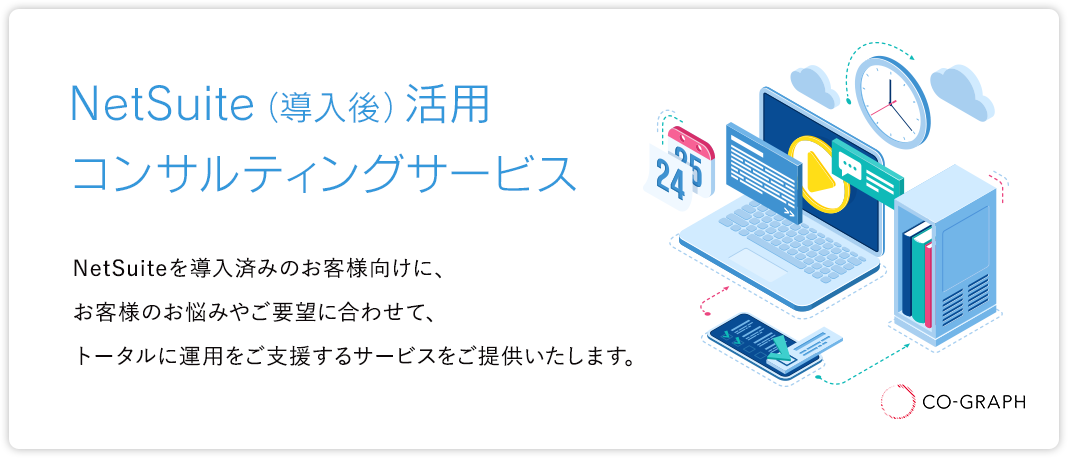 NetSuite（導入後）活用
コンサルティングサービス
NetSuiteを導入済みのお客様向けに、
お客様のお悩みやご要望に合わせて、
トータルに運用をご支援するサービスをご提供いたします。
25
24
>>
CO-GRAPH